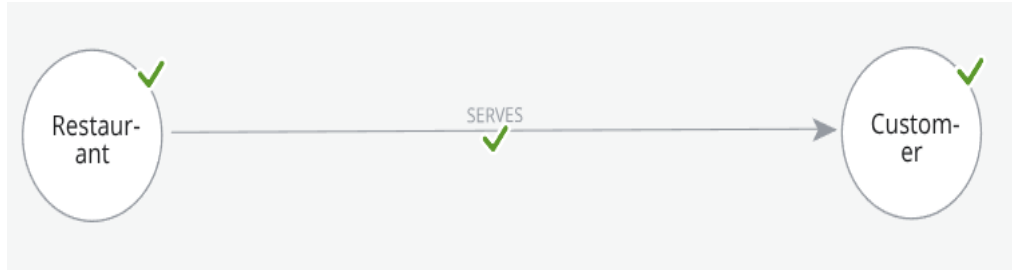 Restaur-
ant
SERVES
Custom-
er